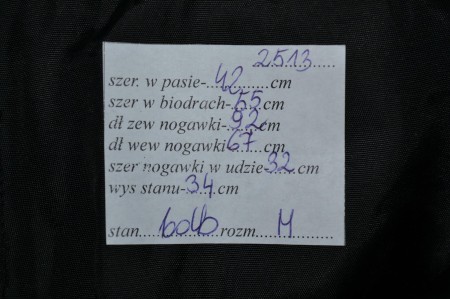 2513
szer. w pasie-42cm
szer w biodrach-55cm
dł zew nogawki-92cm
dł wew nogawki 67cm
szer nogawki w udzie-32cm
wys stanu-34cm
stan bdb rozm. M